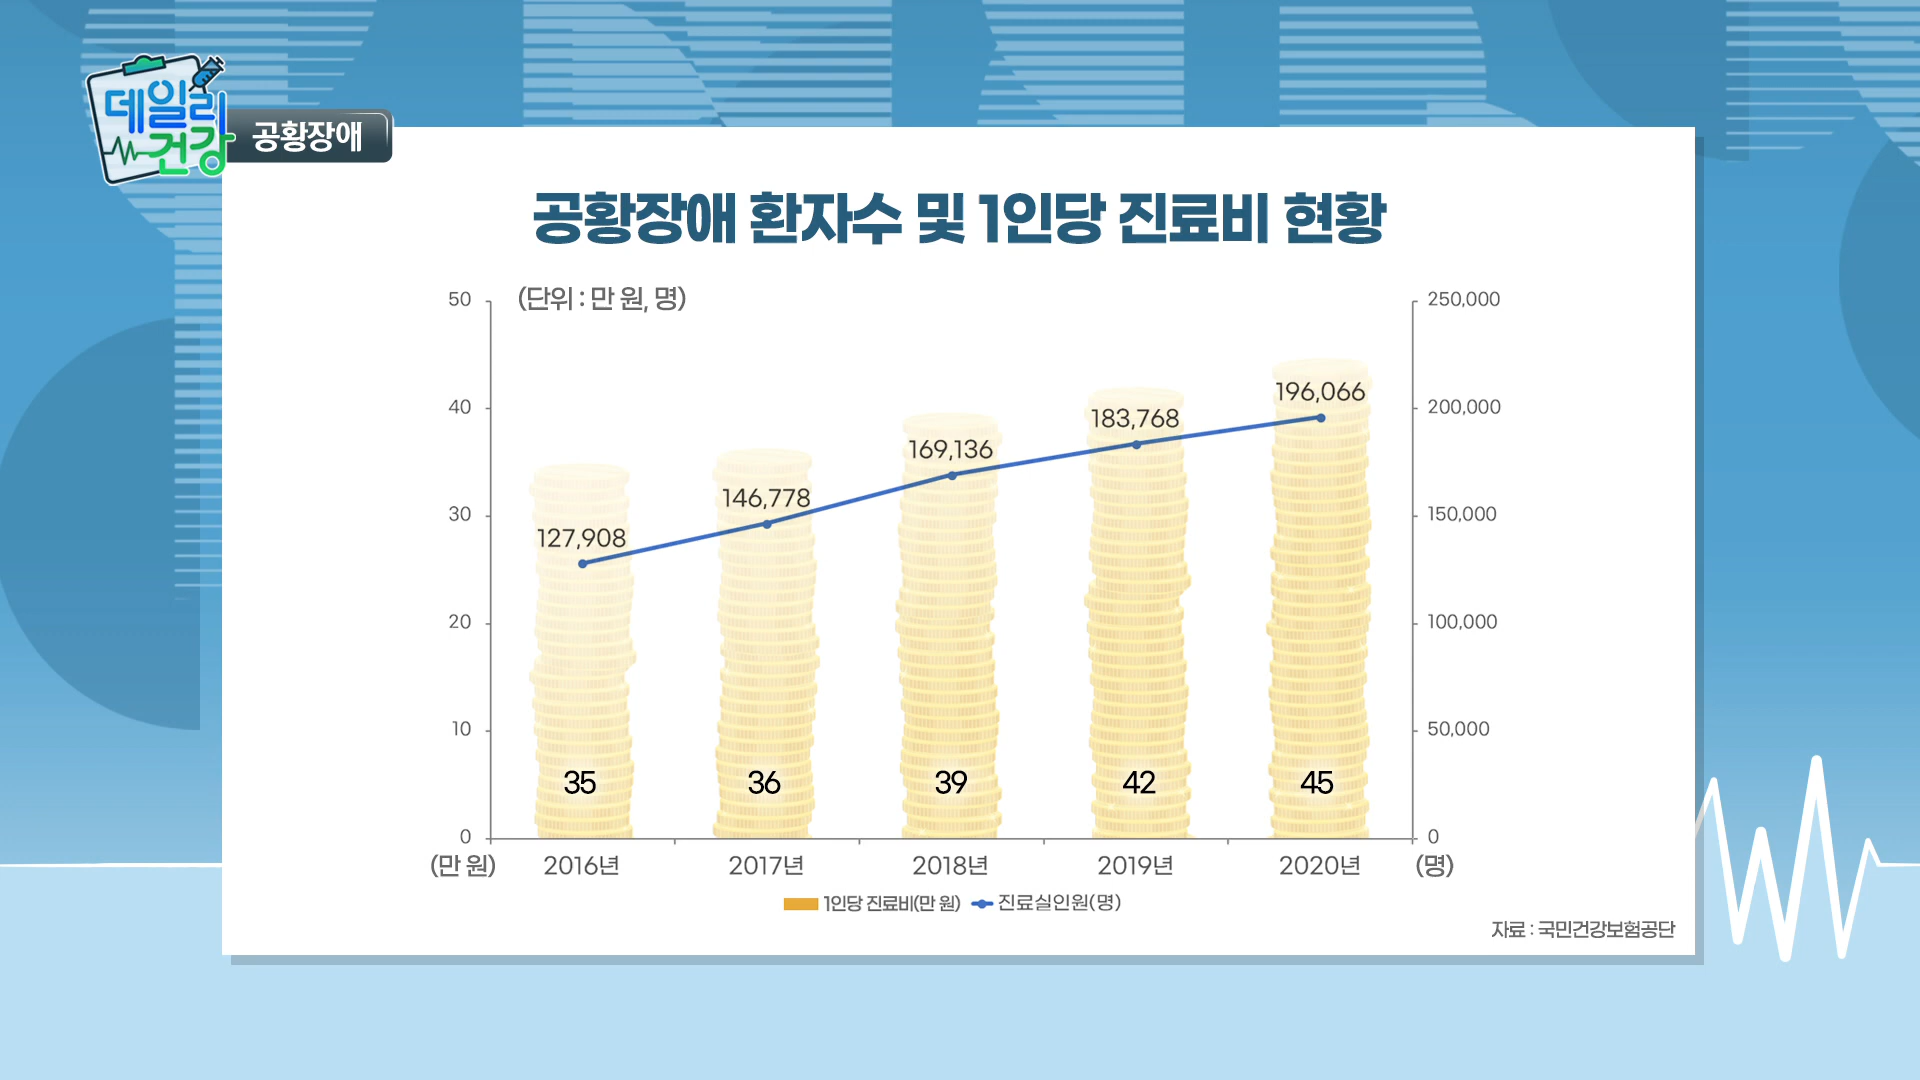 데일리
건강
공황장애
공황장애 환자수 및 1인당 진료비 현황
(단위 : 만 원, 명)
50
40
30
20
10
0
(만 원)
250,000
200,000
150,000
100,000
50,000
0
(명)
127,908
146,778
169,136
183,768
196,066
35
36
39
42
45
2016년
2017년
2018년
2019년
2020년
1인당 진료비(만 원)
진료실인원(명)
자료 : 국민건강보험공단